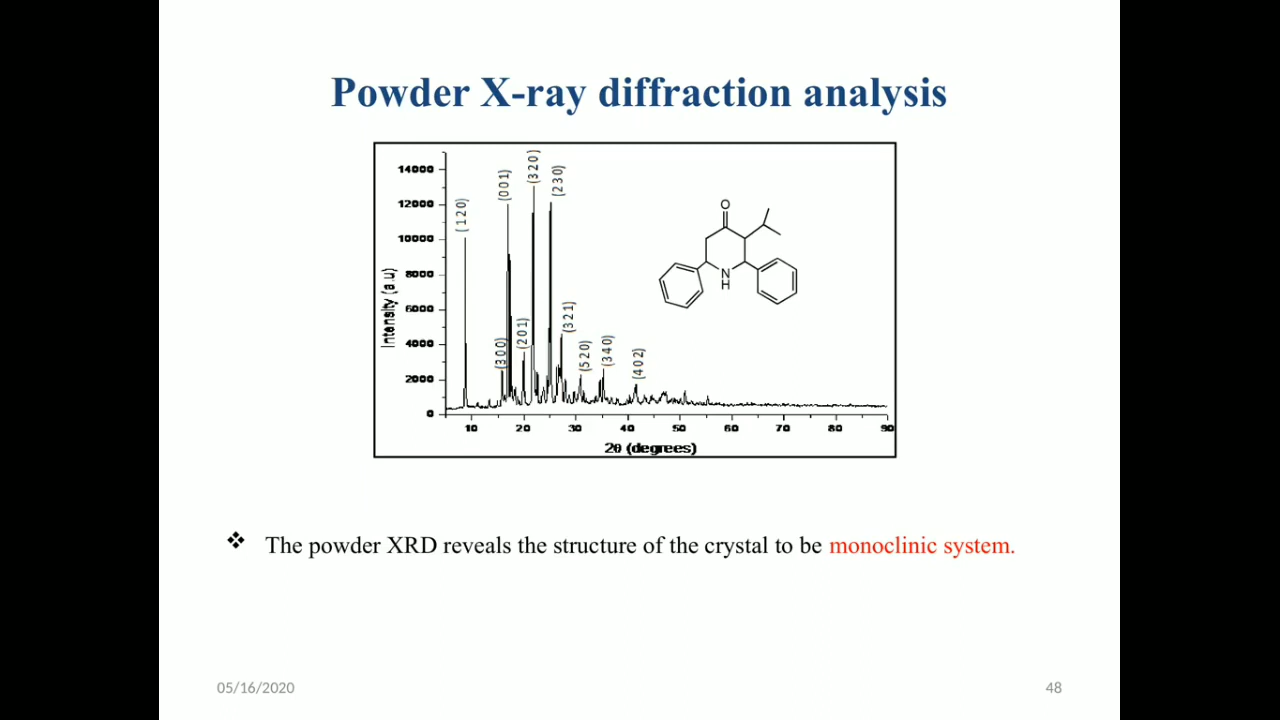 Powder X-ray diffraction analysis
14000
12000
10000
8000
6000
4000
2000
0
Intensity (a.u)
(120)
(300)
(001)
(201)
(320)
(230)
(321)
(520)
(340)
(402)
10 20 30 40 50 60 70 80 90
2θ (degrees)
O
N
H
❖ The powder XRD reveals the structure of the crystal to be monoclinic system.
05/16/2020
48